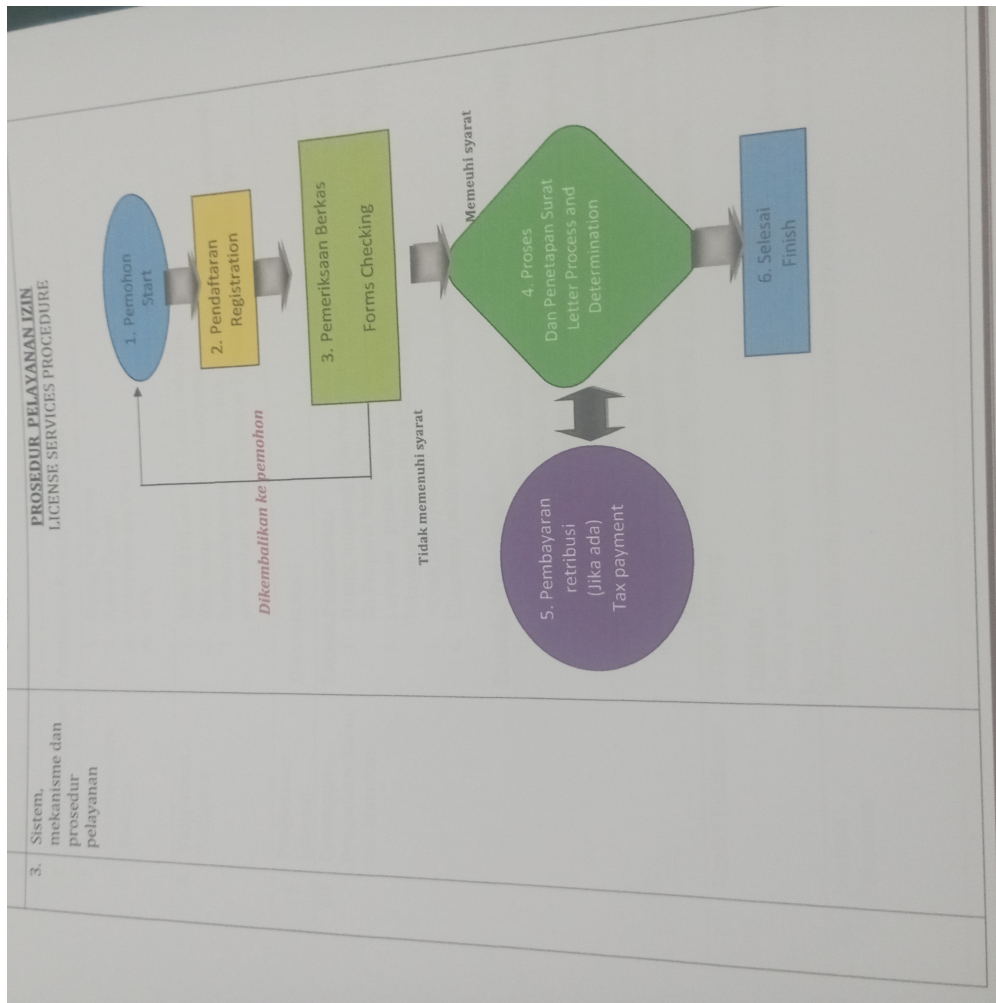 3. Sistem,
mekanisme dan
prosedur
pelayanan
PROSEDUR PELAYANAN IZIN
LICENSE SERVICES PROCEDURE
1. Pemohon
Start
2. Pendaftaran
Registration
Dikembalikan ke pemohon
3. Pemeriksaan Berkas
Forms Checking
Tidak memenuhi syarat
Memeuhi syarat
4. Proses
Dan Penetapan Surat
Letter Process and
Determination
5. Pembayaran
retribusi
(Jika ada)
Tax payment
6. Selesai
Finish